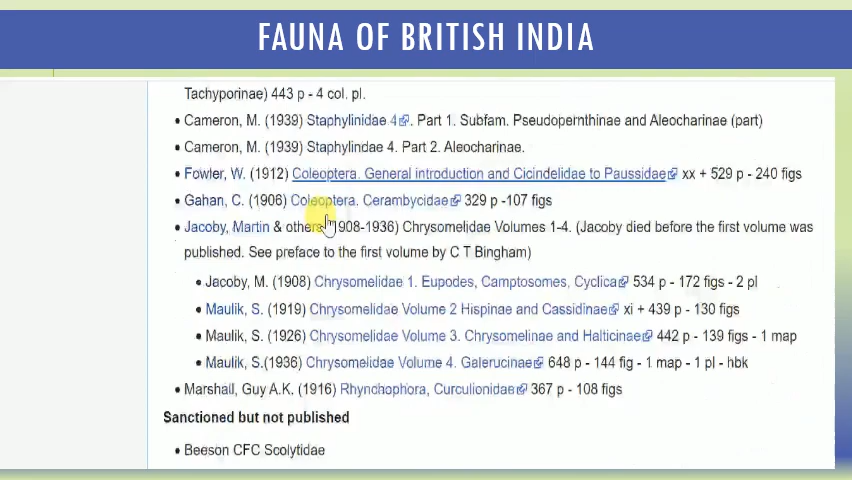 FAUNA OF BRITISH INDIA
Tachyporinae) 443 p - 4 col. pl.
• Cameron, M. (1939) Staphylinidae 4. Part 1. Subfam. Pseudopernthinae and Aleocharinae (part)
• Cameron, M. (1939) Staphylindae 4. Part 2. Aleocharinae.
• Fowler, W. (1912) Coleoptera. General introduction and Cicindelidae to Paussidae xx + 529 p - 240 figs
• Gahan, C. (1906) Coleoptera. Cerambycidae 329 p -107 figs
• Jacoby, Martin & others (1908-1936) Chrysomelidae Volumes 1-4. (Jacoby died before the first volume was
published. See preface to the first volume by C T Bingham)
• Jacoby, M. (1908) Chrysomelidae 1. Eupodes, Camptosomes, Cyclica 534 p - 172 figs - 2 pl
• Maulik, S. (1919) Chrysomelidae Volume 2 Hispinae and Cassidinae xi + 439 p - 130 figs
• Maulik, S. (1926) Chrysomelidae Volume 3. Chrysomelinae and Halticinae 442 p - 139 figs - 1 map
• Maulik, S.(1936) Chrysomelidae Volume 4. Galerucinae 648 p - 144 fig - 1 map - 1 pl - hbk
• Marshall, Guy A.K. (1916) Rhynchophora, Curculionidae 367 p - 108 figs
Sanctioned but not published
• Beeson CFC Scolytidae